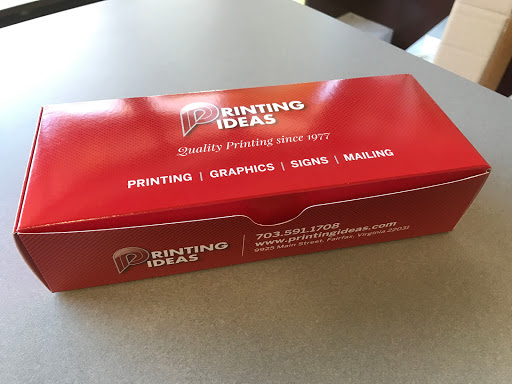 PRINTING
IDEAS
Quality Printing since 1977
PRINTING | GRAPHICS | SIGNS | MAILING
PRINTING
IDEAS
703.591.1708
www.printingideas.com
9925 Main Street, Fairfax, Virginia 22031